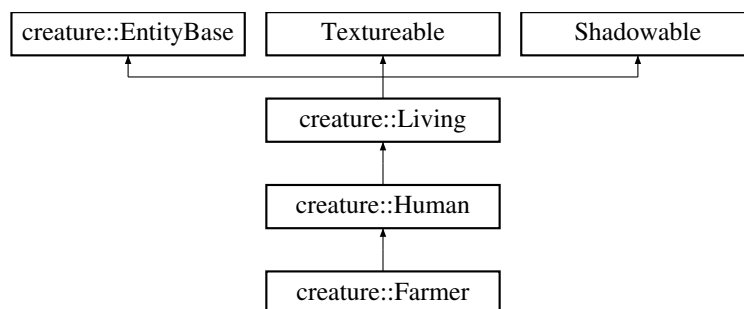 creature::EntityBase
Textureable
Shadowable
creature::Living
creature::Human
creature::Farmer